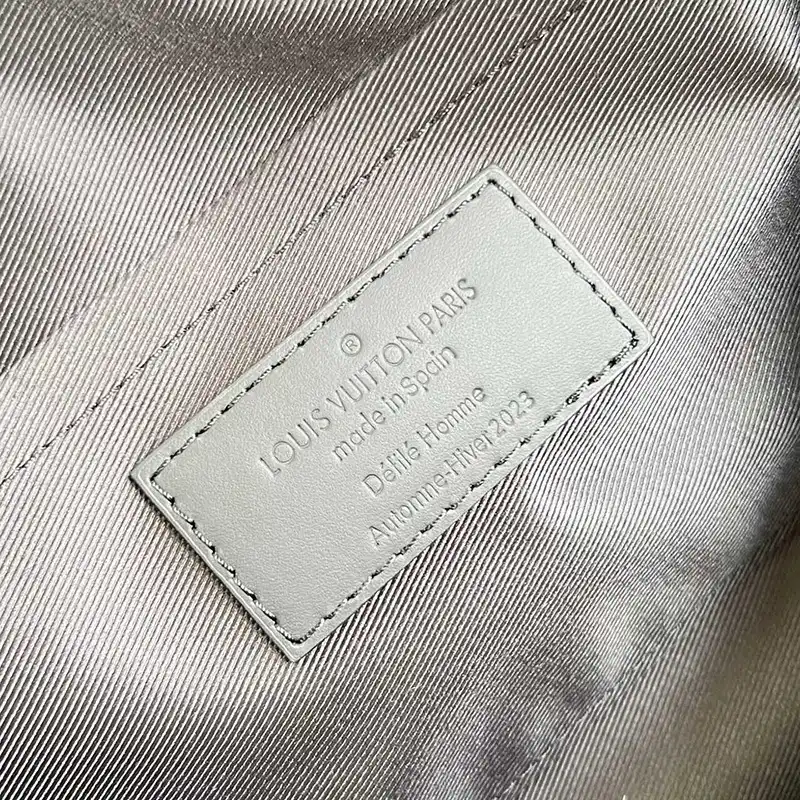 ®
LOUIS VUITTON PARIS
made in Spain
Défilé Homme
Automne-Hiver 2023